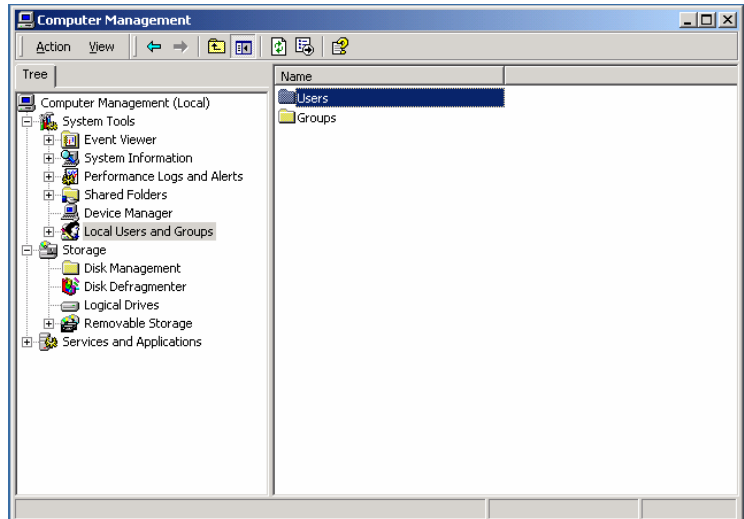 Computer Management
Action View
Tree
Name
Computer Management (Local)
System Tools
Event Viewer
System Information
Performance Logs and Alerts
Shared Folders
Device Manager
Local Users and Groups
Storage
Disk Management
Disk Defragmenter
Logical Drives
Removable Storage
Services and Applications
Users
Groups